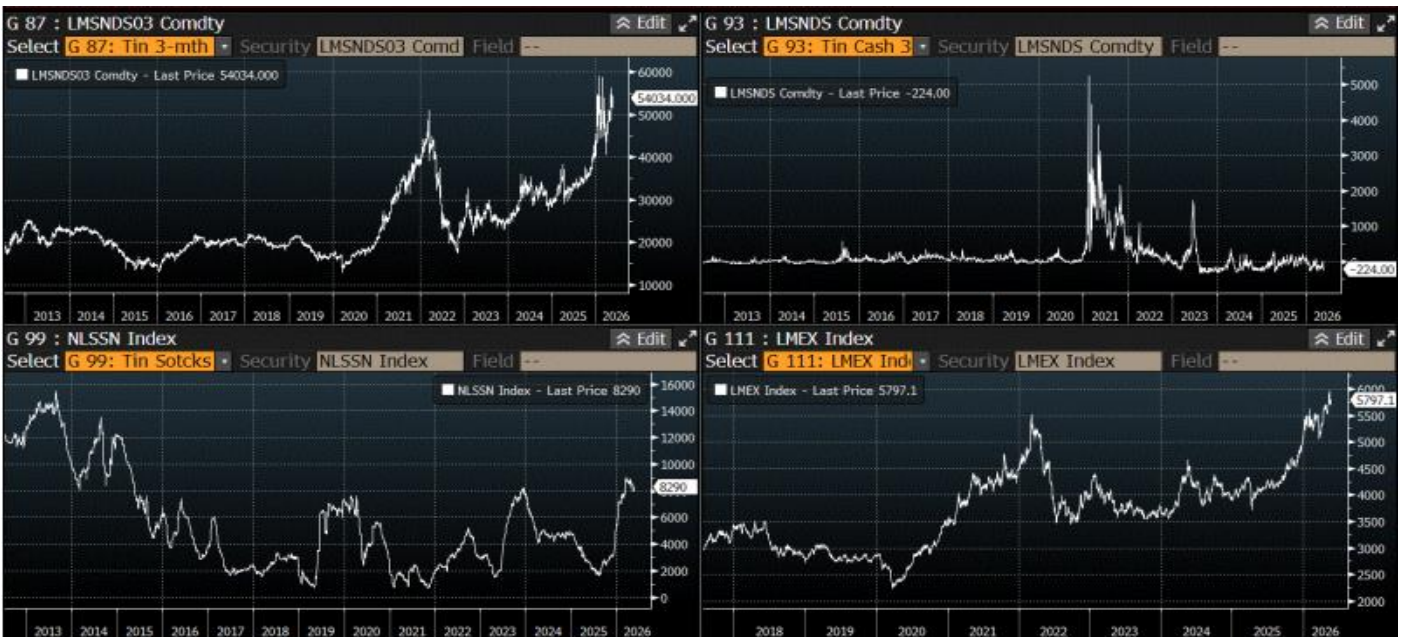 G 87 : LMSNDS03 Comdty
Edit
Select G 87: Tin 3-mth Security LMSNDS03 Comd Field --
LMSNDS03 Comdty - Last Price 54034.000
60000
54034.000
50000
40000
30000
20000
10000
2013 2014 2015 2016 2017 2018 2019 2020 2021 2022 2023 2024 2025 2026
G 93 : LMSNDS Comdty
Edit
Select G 93: Tin Cash 3 Security LMSNDS Comdty Field --
LMSNDS Comdty - Last Price -224.00
5000
4000
3000
2000
1000
-224.00
2013 2014 2015 2016 2017 2018 2019 2020 2021 2022 2023 2024 2025 2026
G 99 : NLSSN Index
Edit
Select G 99: Tin Sotcks Security NLSSN Index Field --
NLSSN Index - Last Price 8290
16000
14000
12000
10000
8290
6000
4000
2000
0
2013 2014 2015 2016 2017 2018 2019 2020 2021 2022 2023 2024 2025 2026
G 111 : LMEX Index
Edit
Select G 111: LMEX Ind Security LMEX Index Field --
LMEX Index - Last Price 5797.1
6000
5797.1
5500
5000
4500
4000
3500
3000
2500
2000
2018 2019 2020 2021 2022 2023 2024 2025 2026